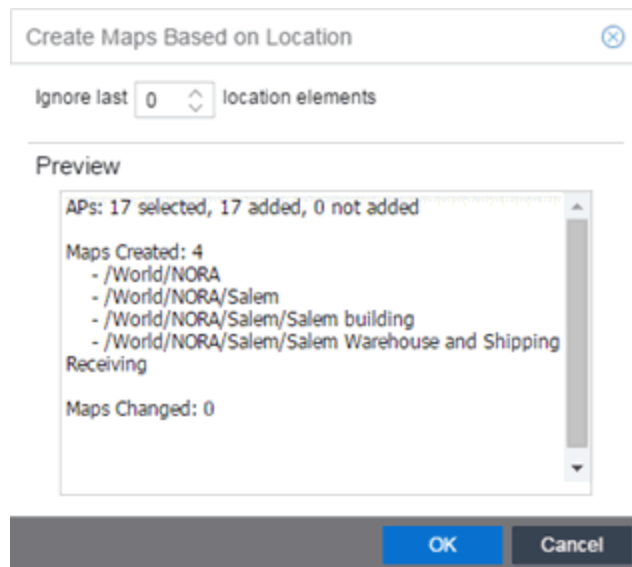 Create Maps Based on Location
Ignore last 0 location elements
Preview
APs: 17 selected, 17 added, 0 not added
Maps Created: 4
- /World/NORA
- /World/NORA/Salem
- /World/NORA/Salem/Salem building
- /World/NORA/Salem/Salem Warehouse and Shipping
Receiving
Maps Changed: 0
OK Cancel